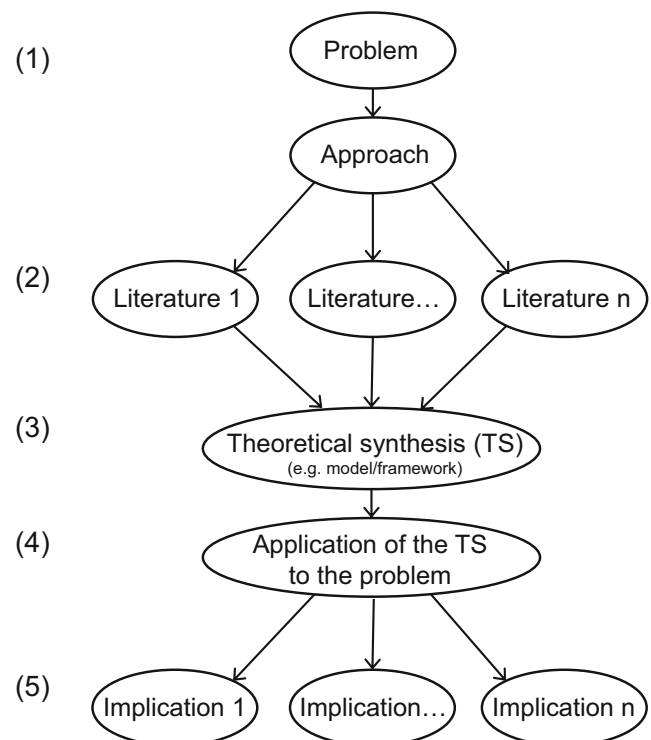 (1)
Problem
Approach
(2)
Literature 1
Literature…
Literature n
(3)
Theoretical synthesis (TS)
(e.g. model/framework)
(4)
Application of the TS
to the problem
(5)
Implication 1
Implication…
Implication n